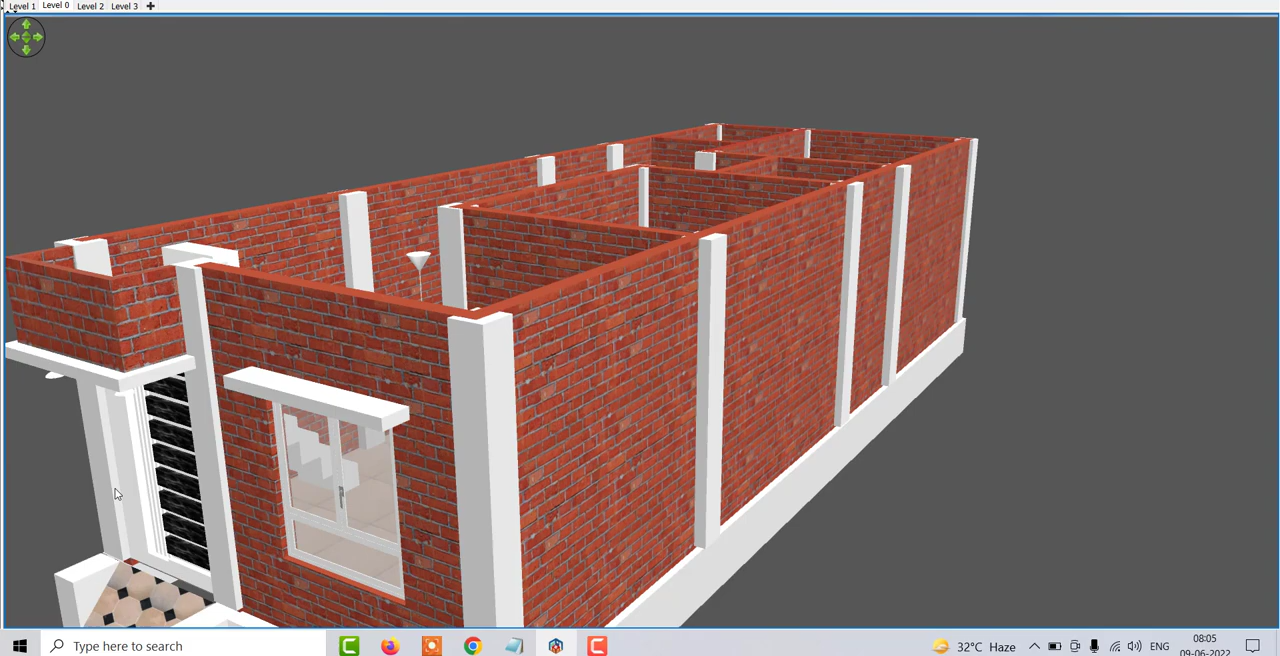 Level 1 Level 0 Level 2 Level 3
Type here to search
32°C Haze
ENG
08:05
09-06-2022